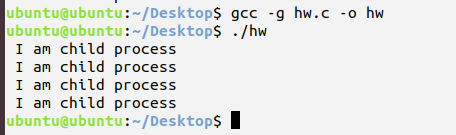 ubuntu@ubuntu:~/Desktop$ gcc -g hw.c -o hw
ubuntu@ubuntu:~/Desktop$ ./hw
I am child process
I am child process
I am child process
I am child process
ubuntu@ubuntu:~/Desktop$